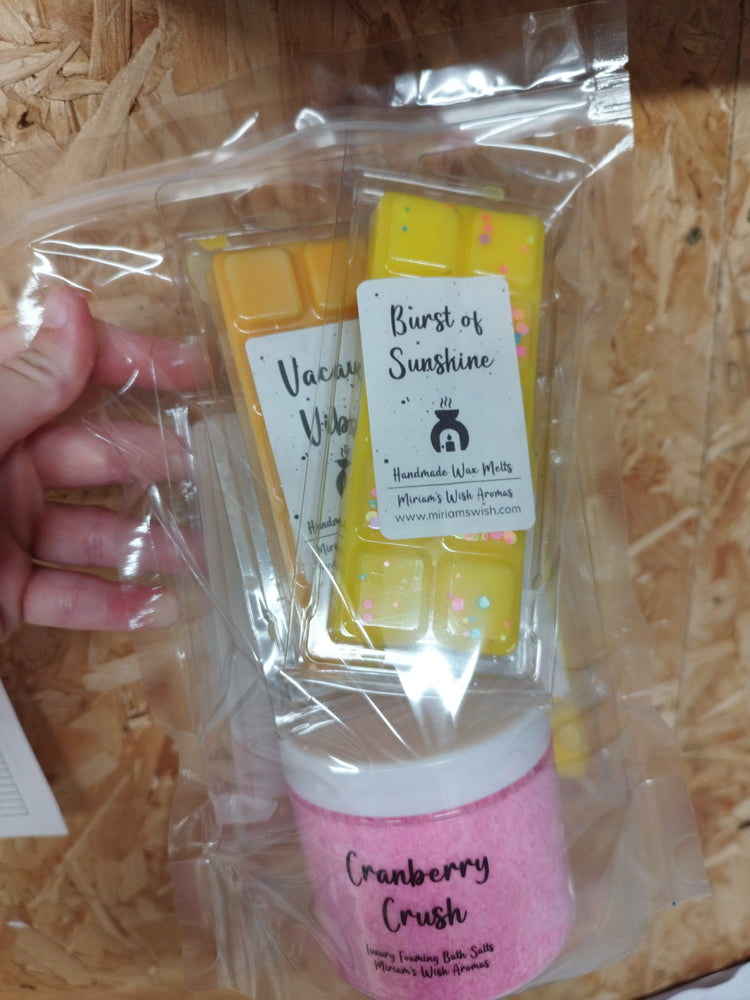 Burst of
Sunshine
Handmade Wax Melts
Miriam's Wish Aromas
www.miriamswish.com
Cranberry
Crush
Luxury Foaming Bath Salts
Miriam's Wish Aromas